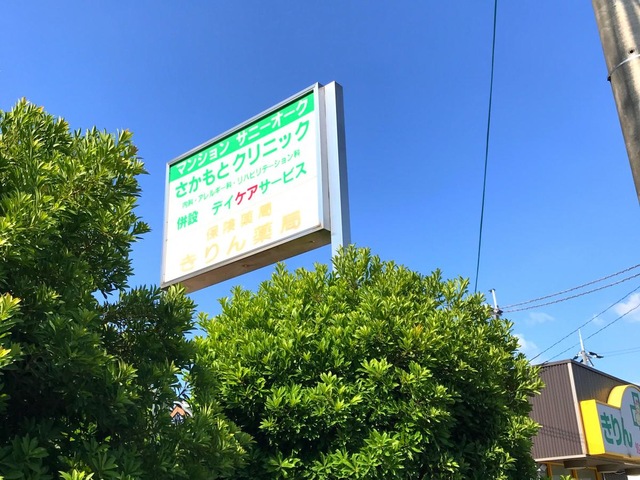 マンション サニーオーク
さかもとクリニック
内科・アレルギー科・リハビリテーション科
併設 デイケアサービス
保険薬局
きりん薬局
きりん